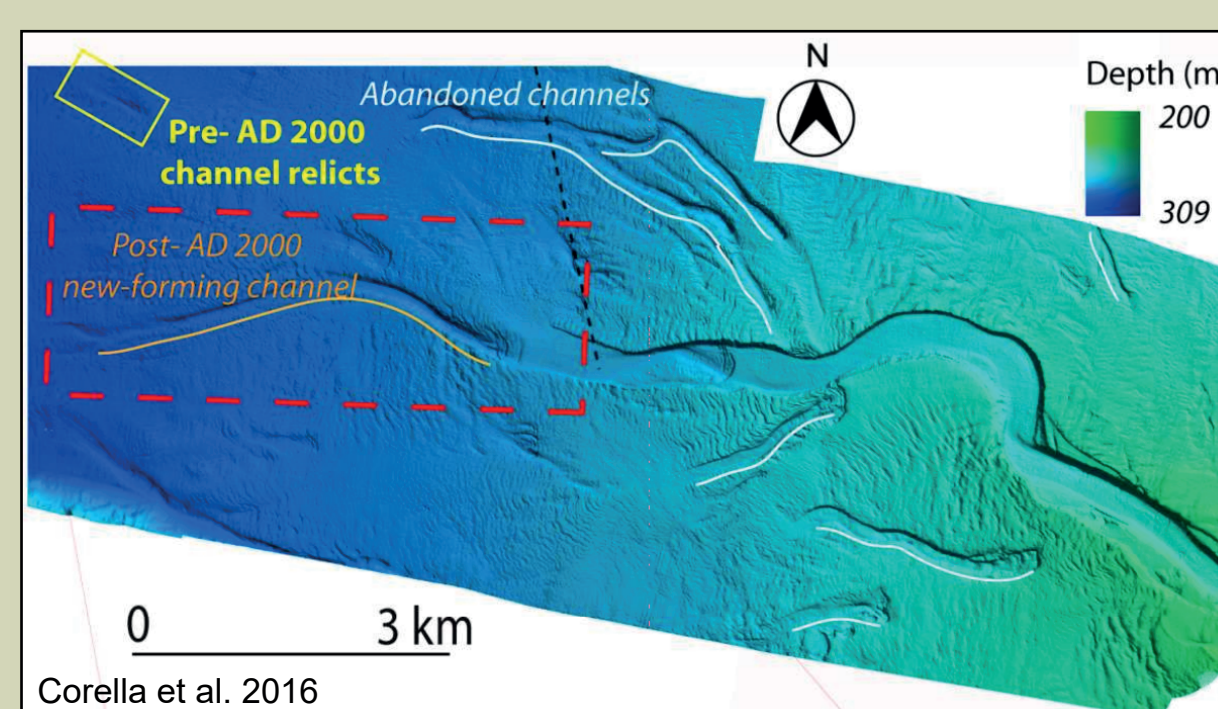 N
Depth (m
200
309
Abandoned channels
Pre- AD 2000
channel relicts
Post- AD 2000
new-forming channel
0 3 km
Corella et al. 2016